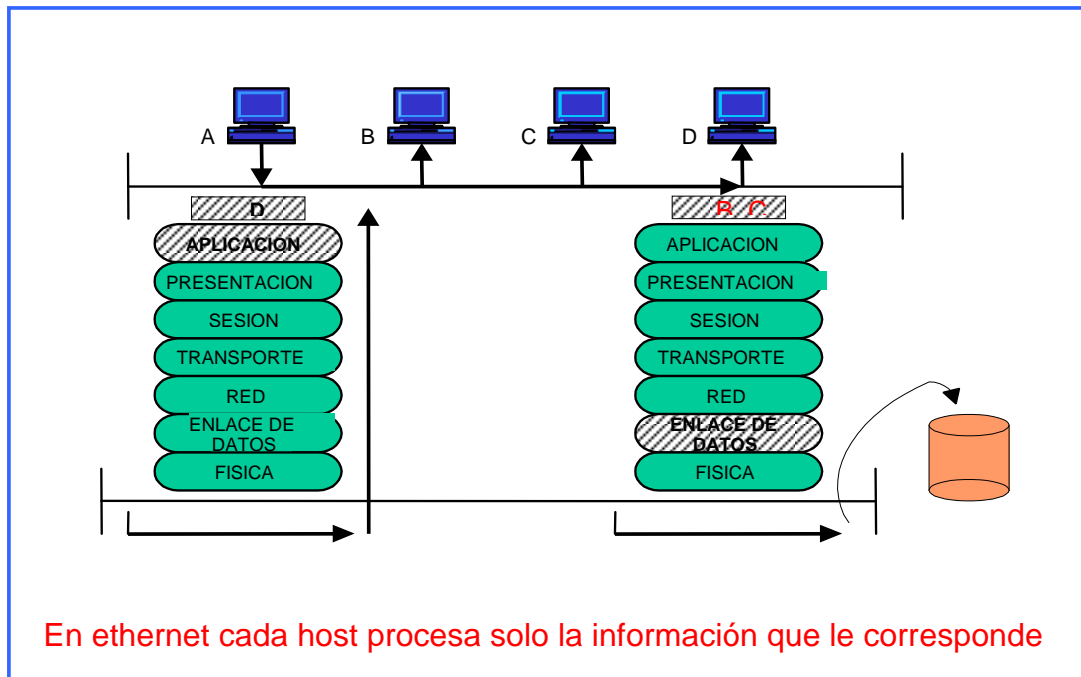 A B C D
D
B C
APLICACION
PRESENTACION
SESION
TRANSPORTE
RED
ENLACE DE
DATOS
FISICA
APLICACION
PRESENTACION
SESION
TRANSPORTE
RED
ENLACE DE
DATOS
FISICA
En ethernet cada host procesa solo la información que le corresponde